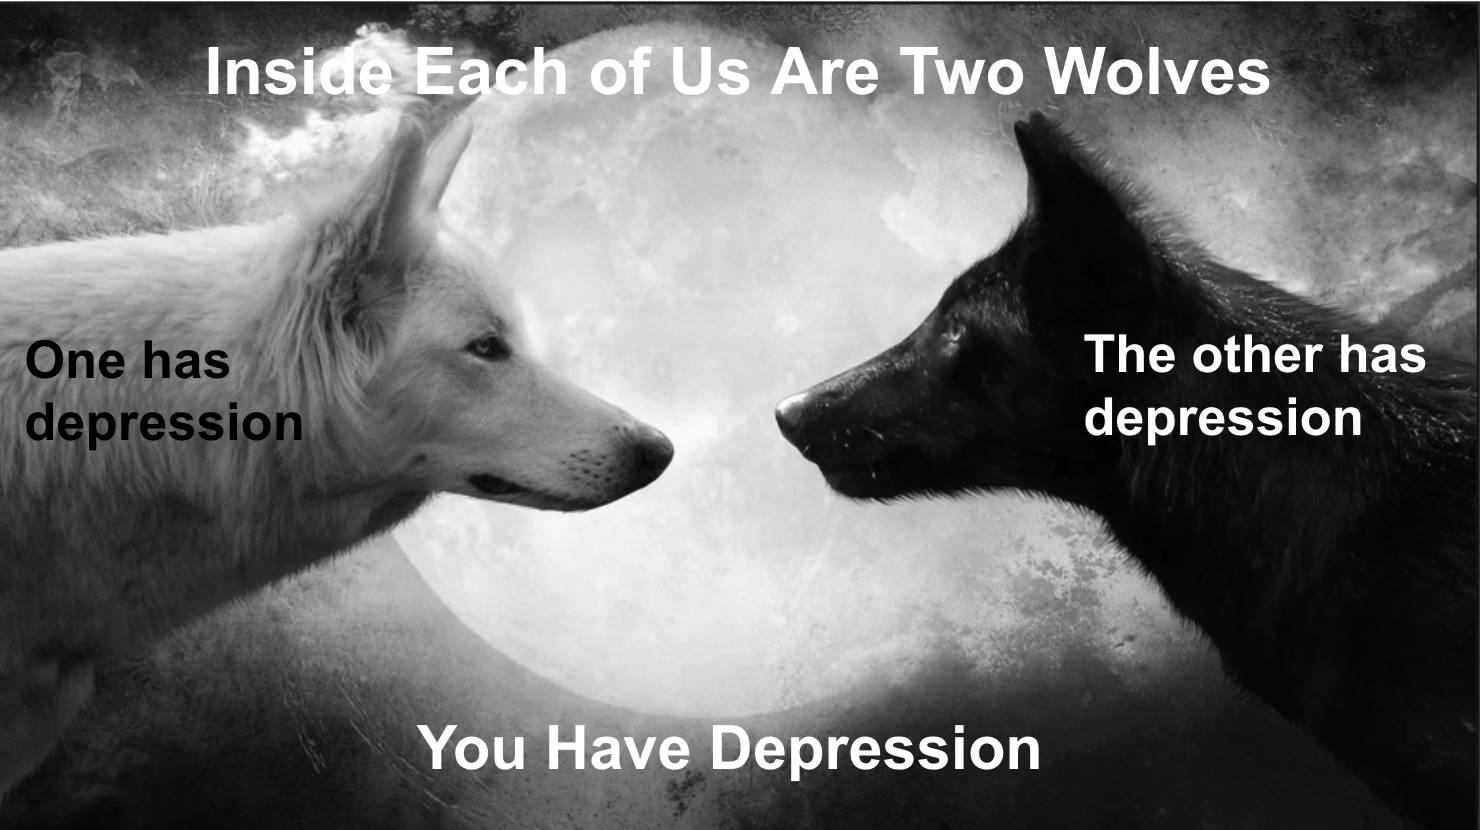 Inside Each of Us Are Two Wolves
One has
depression
The other has
depression
You Have Depression